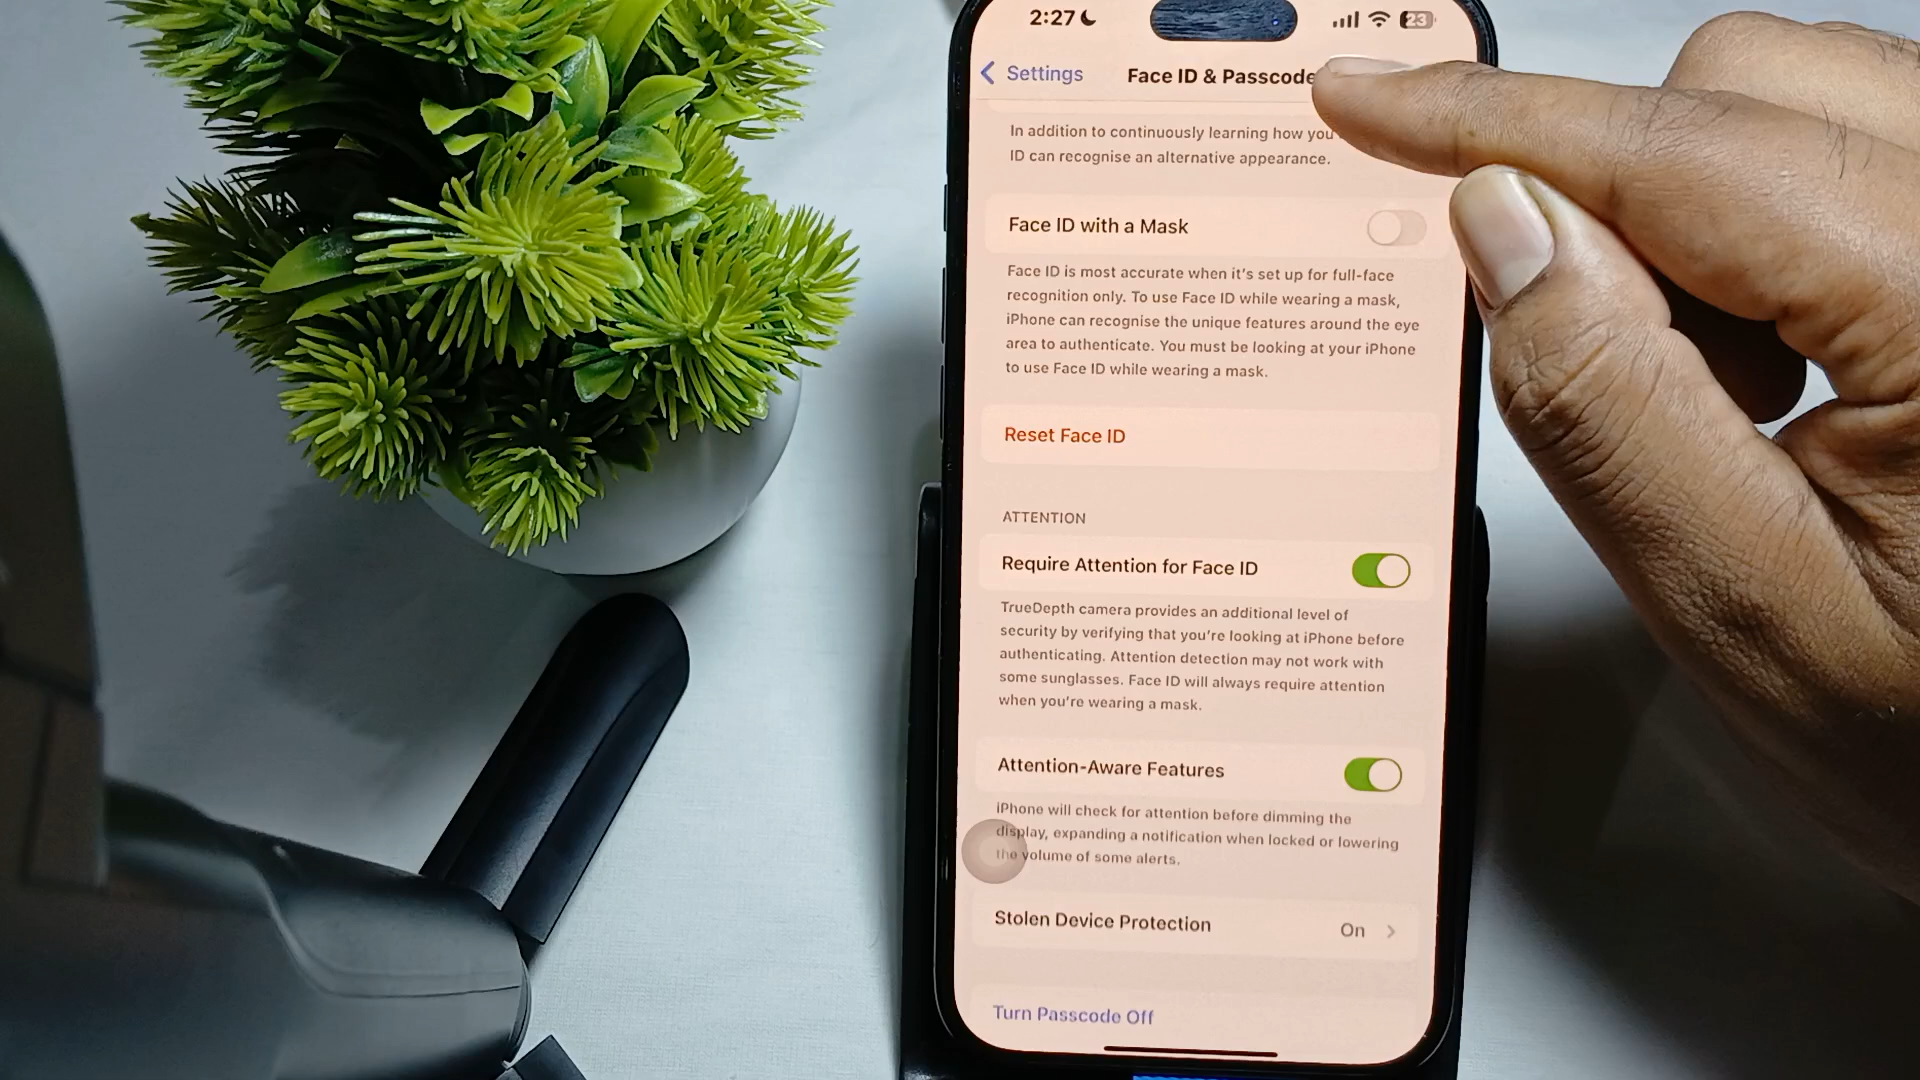 2:27
23
Settings
Face ID & Passcode
In addition to continuously learning how you
ID can recognise an alternative appearance.
Face ID with a Mask
Face ID is most accurate when it's set up for full-face
recognition only. To use Face ID while wearing a mask,
iPhone can recognise the unique features around the eye
area to authenticate. You must be looking at your iPhone
to use Face ID while wearing a mask.
Reset Face ID
ATTENTION
Require Attention for Face ID
TrueDepth camera provides an additional level of
security by verifying that you're looking at iPhone before
authenticating. Attention detection may not work with
some sunglasses. Face ID will always require attention
when you're wearing a mask.
Attention-Aware Features
iPhone will check for attention before dimming the
display, expanding a notification when locked or lowering
the volume of some alerts.
Stolen Device Protection
On
Turn Passcode Off